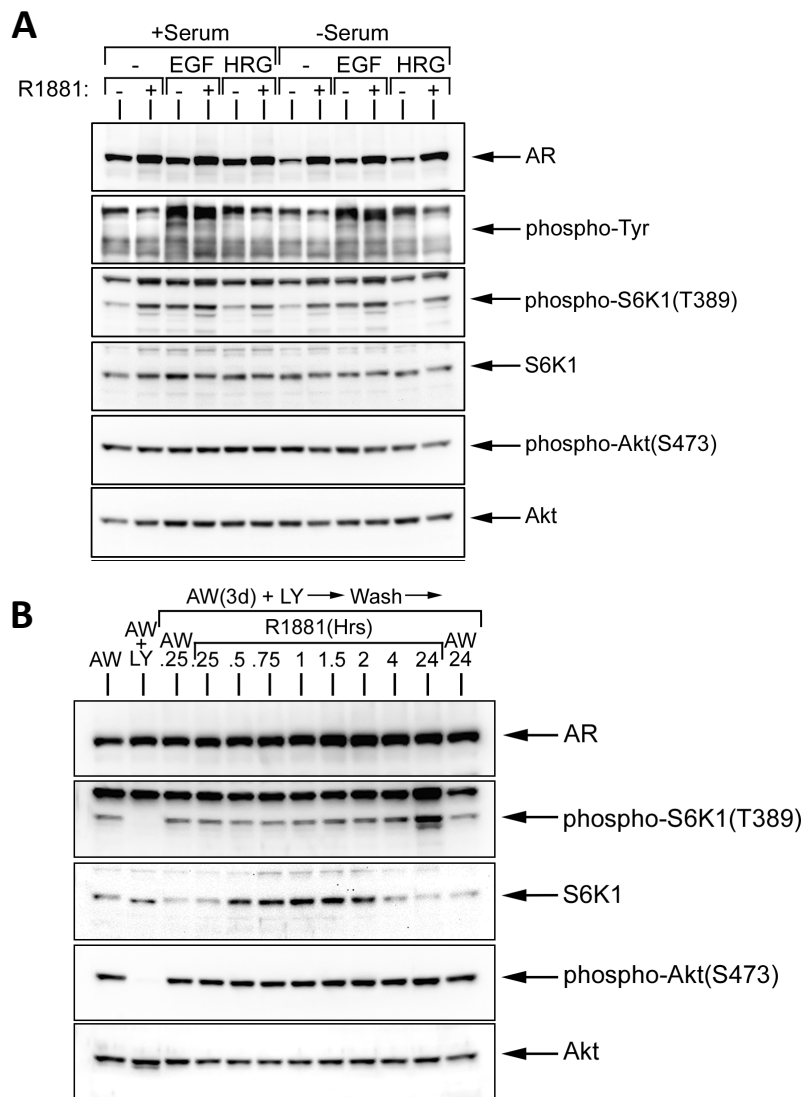 A
+Serum -Serum
- EGF HRG - EGF HRG
R1881: - + - + - + - + - + - +
AR
phospho-Tyr
phospho-S6K1(T389)
S6K1
phospho-Akt(S473)
Akt
B
AW(3d) + LY → Wash →
R1881(Hrs)
AW
+
LY
AW
AW .25 .25 .5 .75 1 1.5 2 4 24
AW
24
AR
phospho-S6K1(T389)
S6K1
phospho-Akt(S473)
Akt